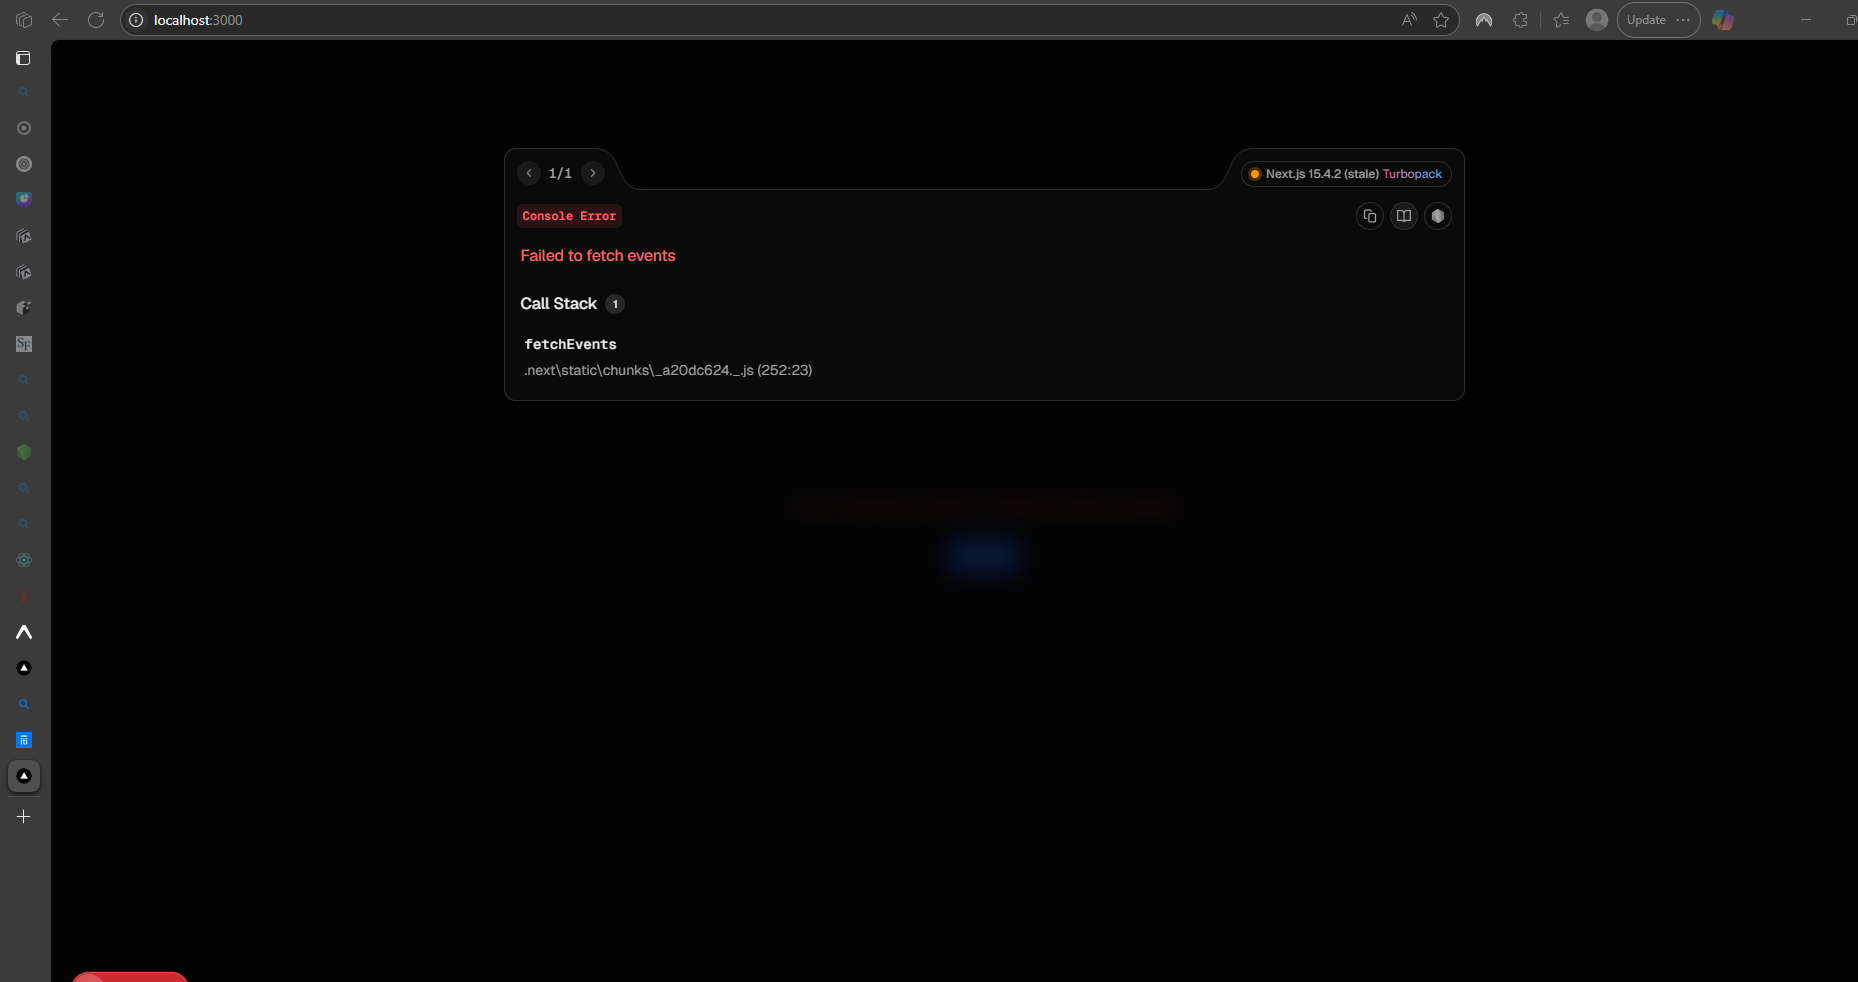 localhost:3000
Update
1/1
Next.js 15.4.2 (stale) Turbopack
Console Error
Failed to fetch events
Call Stack 1
fetchEvents
.next\static\chunks\_a20dc624._.js (252:23)
SF